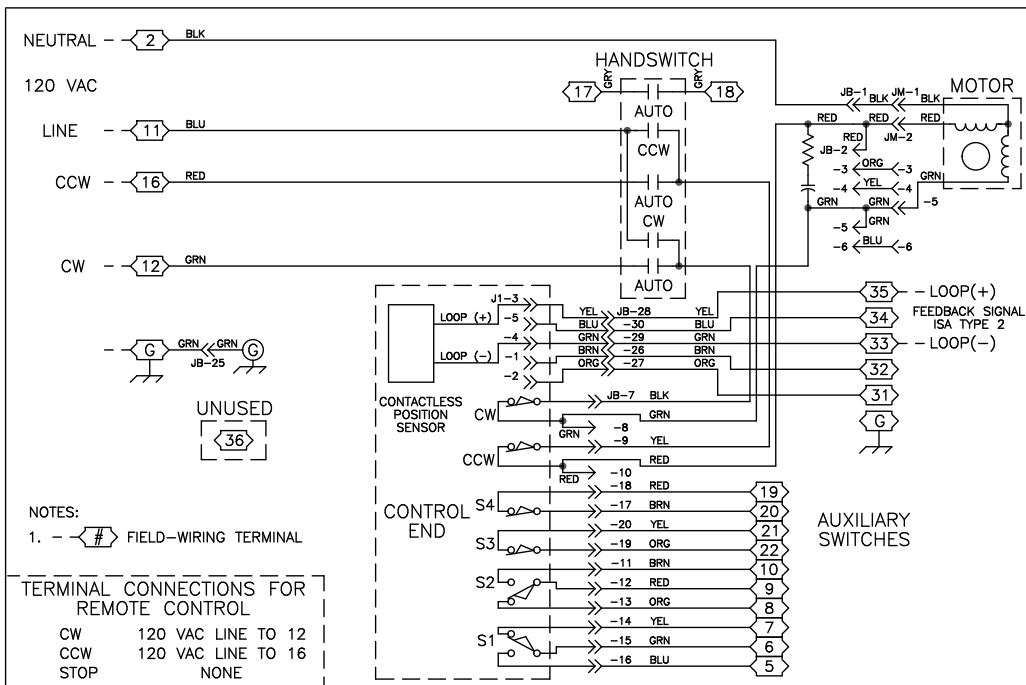 NEUTRAL 2 BLK
120 VAC
LINE 11 BLU
CCW 16 RED
CW 12 GRN
G GRN GRN G
JB-25
UNUSED
36
NOTES:
1. # FIELD-WIRING TERMINAL
TERMINAL CONNECTIONS FOR
REMOTE CONTROL
CW 120 VAC LINE TO 12
CCW 120 VAC LINE TO 16
STOP NONE
HANDSWITCH
17 GRY GRY 18
AUTO
CCW
AUTO
CW
AUTO
MOTOR
JB-1 BLK JM-1 BLK
RED RED RED
JM-2
RED
JB-2
-3 ORG -3
-4 YEL -4
GRN
GRN GRN -5
GRN
-5
-6 BLU -6
J1-3 YEL JB-28 YEL 35 LOOP(+)
LOOP (+)
-5 BLU -30 BLU 34 FEEDBACK SIGNAL
ISA TYPE 2
-4 GRN -29 GRN 33 LOOP(-)
LOOP (-)
-1 BRN -26 BRN 32
-2 ORG -27 ORG 31
G
CONTACTLESS
POSITION
SENSOR
CW
JB-7 BLK
GRN
GRN -8
CCW
-9 YEL
RED
RED -10
CONTROL
END
S4
-18 RED 19
-17 BRN 20
S3
-20 YEL 21
-19 ORG 22
S2
-11 BRN 10
-12 RED 9
-13 ORG 8
S1
-14 YEL 7
-15 GRN 6
-16 BLU 5
AUXILIARY
SWITCHES